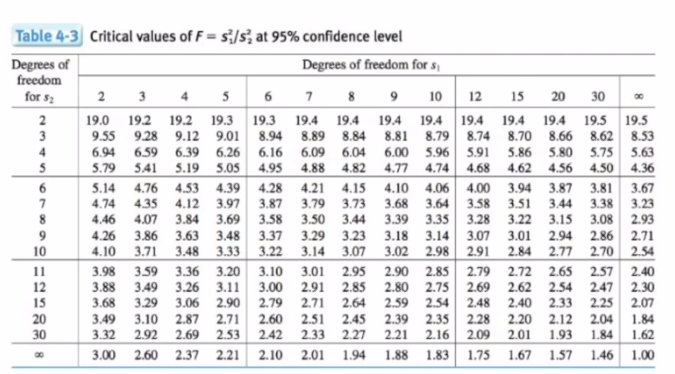 Table 4-3 Critical values of F = s₁²/s₂² at 95% confidence level
Degrees of freedom for s₂
Degrees of freedom for s₁
2 3 4 5 6 7 8 9 10 12 15 20 30 ∞
2 19.0 19.2 19.2 19.3 19.3 19.4 19.4 19.4 19.4 19.4 19.4 19.4 19.5 19.5
3 9.55 9.28 9.12 9.01 8.94 8.89 8.84 8.81 8.79 8.74 8.70 8.66 8.62 8.53
4 6.94 6.59 6.39 6.26 6.16 6.09 6.04 6.00 5.96 5.91 5.86 5.80 5.75 5.63
5 5.79 5.41 5.19 5.05 4.95 4.88 4.82 4.77 4.74 4.68 4.62 4.56 4.50 4.36
6 5.14 4.76 4.53 4.39 4.28 4.21 4.15 4.10 4.06 4.00 3.94 3.87 3.81 3.67
7 4.74 4.35 4.12 3.97 3.87 3.79 3.73 3.68 3.64 3.58 3.51 3.44 3.38 3.23
8 4.46 4.07 3.84 3.69 3.58 3.50 3.44 3.39 3.35 3.28 3.22 3.15 3.08 2.93
9 4.26 3.86 3.63 3.48 3.37 3.29 3.23 3.18 3.14 3.07 3.01 2.94 2.86 2.71
10 4.10 3.71 3.48 3.33 3.22 3.14 3.07 3.02 2.98 2.91 2.84 2.77 2.70 2.54
11 3.98 3.59 3.36 3.20 3.10 3.01 2.95 2.90 2.85 2.79 2.72 2.65 2.57 2.40
12 3.88 3.49 3.26 3.11 3.00 2.91 2.85 2.80 2.75 2.69 2.62 2.54 2.47 2.30
15 3.68 3.29 3.06 2.90 2.79 2.71 2.64 2.59 2.54 2.48 2.40 2.33 2.25 2.07
20 3.49 3.10 2.87 2.71 2.60 2.51 2.45 2.39 2.35 2.28 2.20 2.12 2.04 1.84
30 3.32 2.92 2.69 2.53 2.42 2.33 2.27 2.21 2.16 2.09 2.01 1.93 1.84 1.62
∞ 3.00 2.60 2.37 2.21 2.10 2.01 1.94 1.88 1.83 1.75 1.67 1.57 1.46 1.00